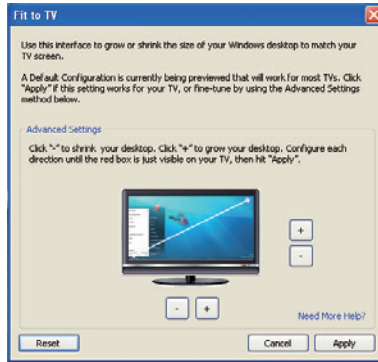 Fit to TV
Use this interface to grow or shrink the size of your Windows desktop to match your
TV screen.
A Default Configuration is currently being previewed that will work for most TVs. Click
"Apply" if this setting works for your TV, or fine-tune by using the Advanced Settings
method below.
Advanced Settings
Click "-" to shrink your desktop. Click "+" to grow your desktop. Configure each
direction until the red box is just visible on your TV, then hit "Apply".
+
-
- +
Need More Help?
Reset Cancel Apply